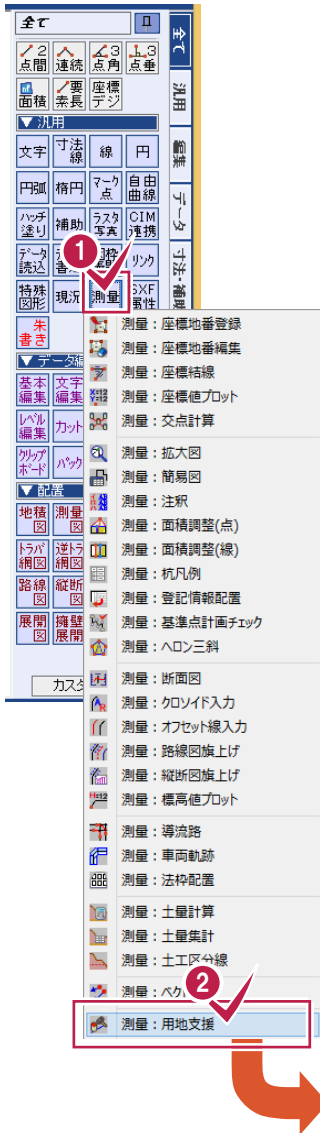 全て
全て
汎用
編集
データ
寸法・補助
2点間 連続 3点角 3点垂
面積 要素長 座標デジ
▼ 汎用
文字 寸法線 線 円
円弧 楕円 マーク点 自由曲線
ハッチ塗り 補助 ラスタ写真 CIM連携
データ読込 リンク
1
特殊図形 現況 測量 SXF属性
朱書き
▼ データ編
基本編集 文字編集
レベル編集 カット
クリップボード パック
▼ 配置
地積図 測量図
トラバ網図 逆トラ網図
路線図 縦断図
展開図 擁壁展開
カスタ
測量：座標地番登録
測量：座標地番編集
測量：座標結線
測量：座標値プロット
測量：交点計算
測量：拡大図
測量：簡易図
測量：注釈
測量：面積調整(点)
測量：面積調整(線)
測量：杭凡例
測量：登記情報配置
測量：基準点計画チェック
測量：ヘロン三斜
測量：断面図
測量：クロソイド入力
測量：オフセット線入力
測量：路線図旗上げ
測量：縦断図旗上げ
測量：標高値プロット
測量：導流路
測量：車両軌跡
測量：法枠配置
測量：土量計算
測量：土量集計
測量：土工区分線
測量：ベク
2
測量：用地支援